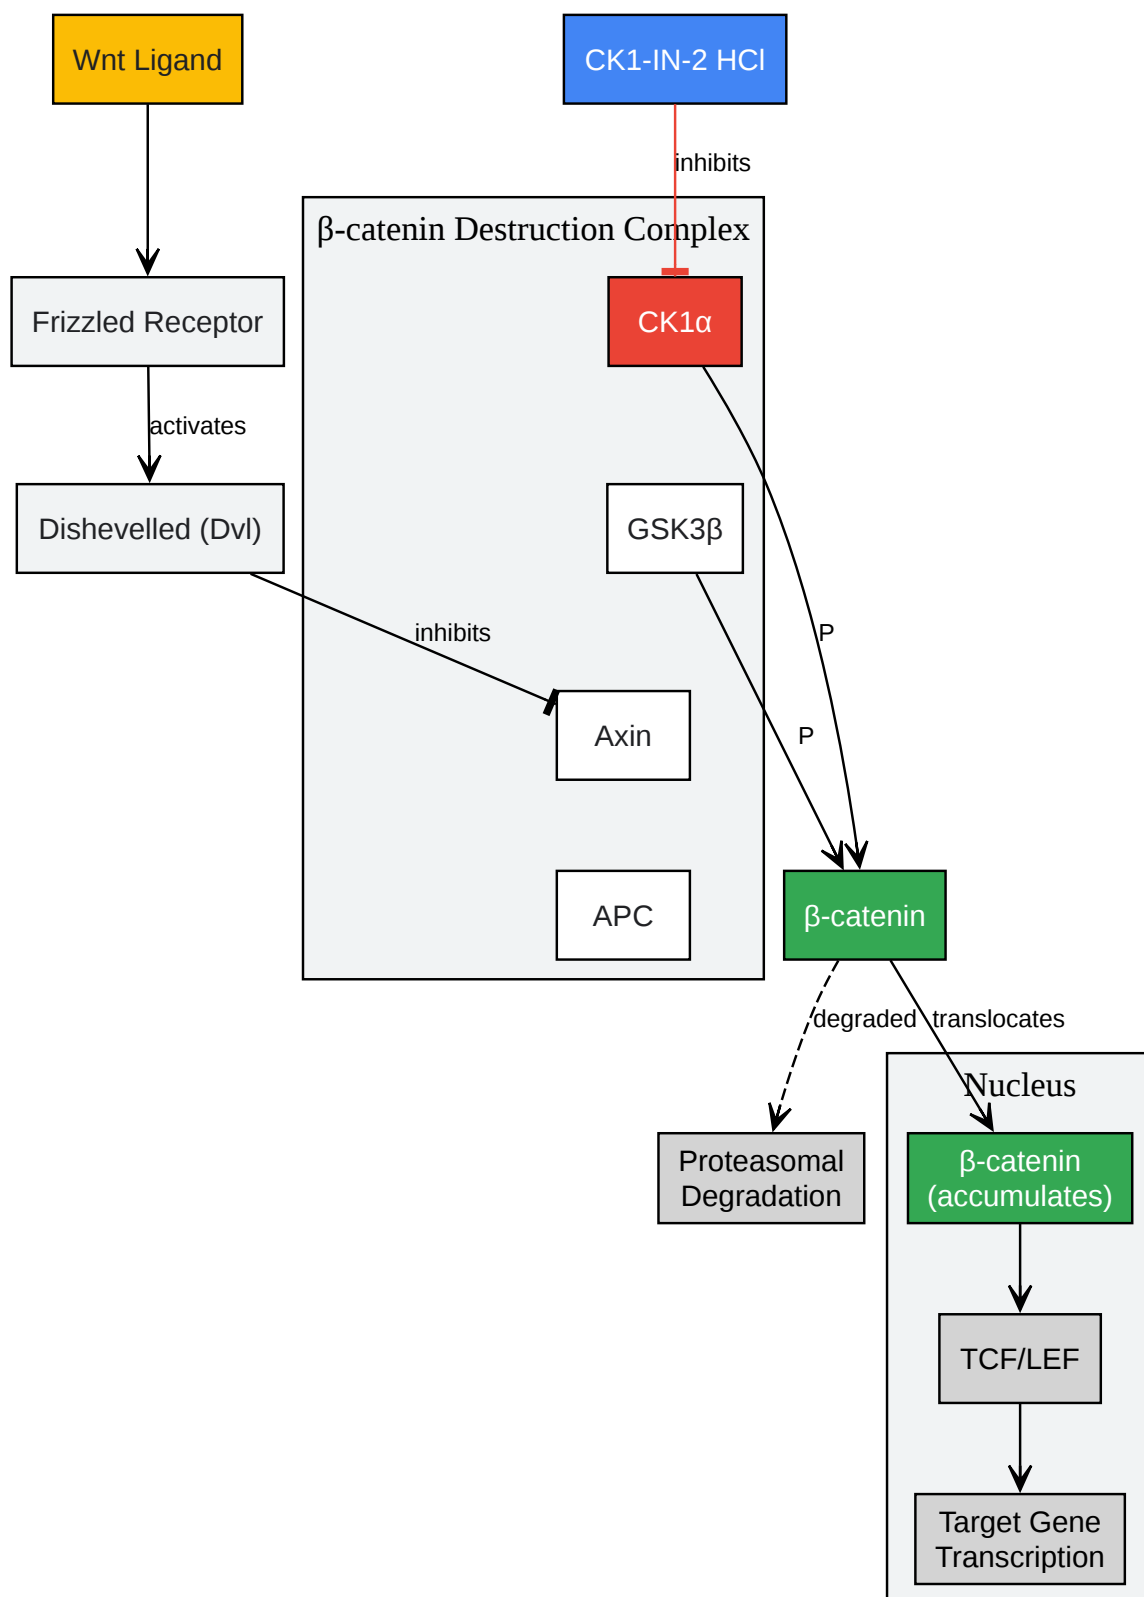 Wnt Ligand
CK1-IN-2 HCl
inhibits
β-catenin Destruction Complex
Frizzled Receptor
CK1α
activates
Dishevelled (Dvl)
GSK3β
inhibits
P
Axin
P
APC
β-catenin
degraded
translocates
Nucleus
Proteasomal
Degradation
β-catenin
(accumulates)
TCF/LEF
Target Gene
Transcription